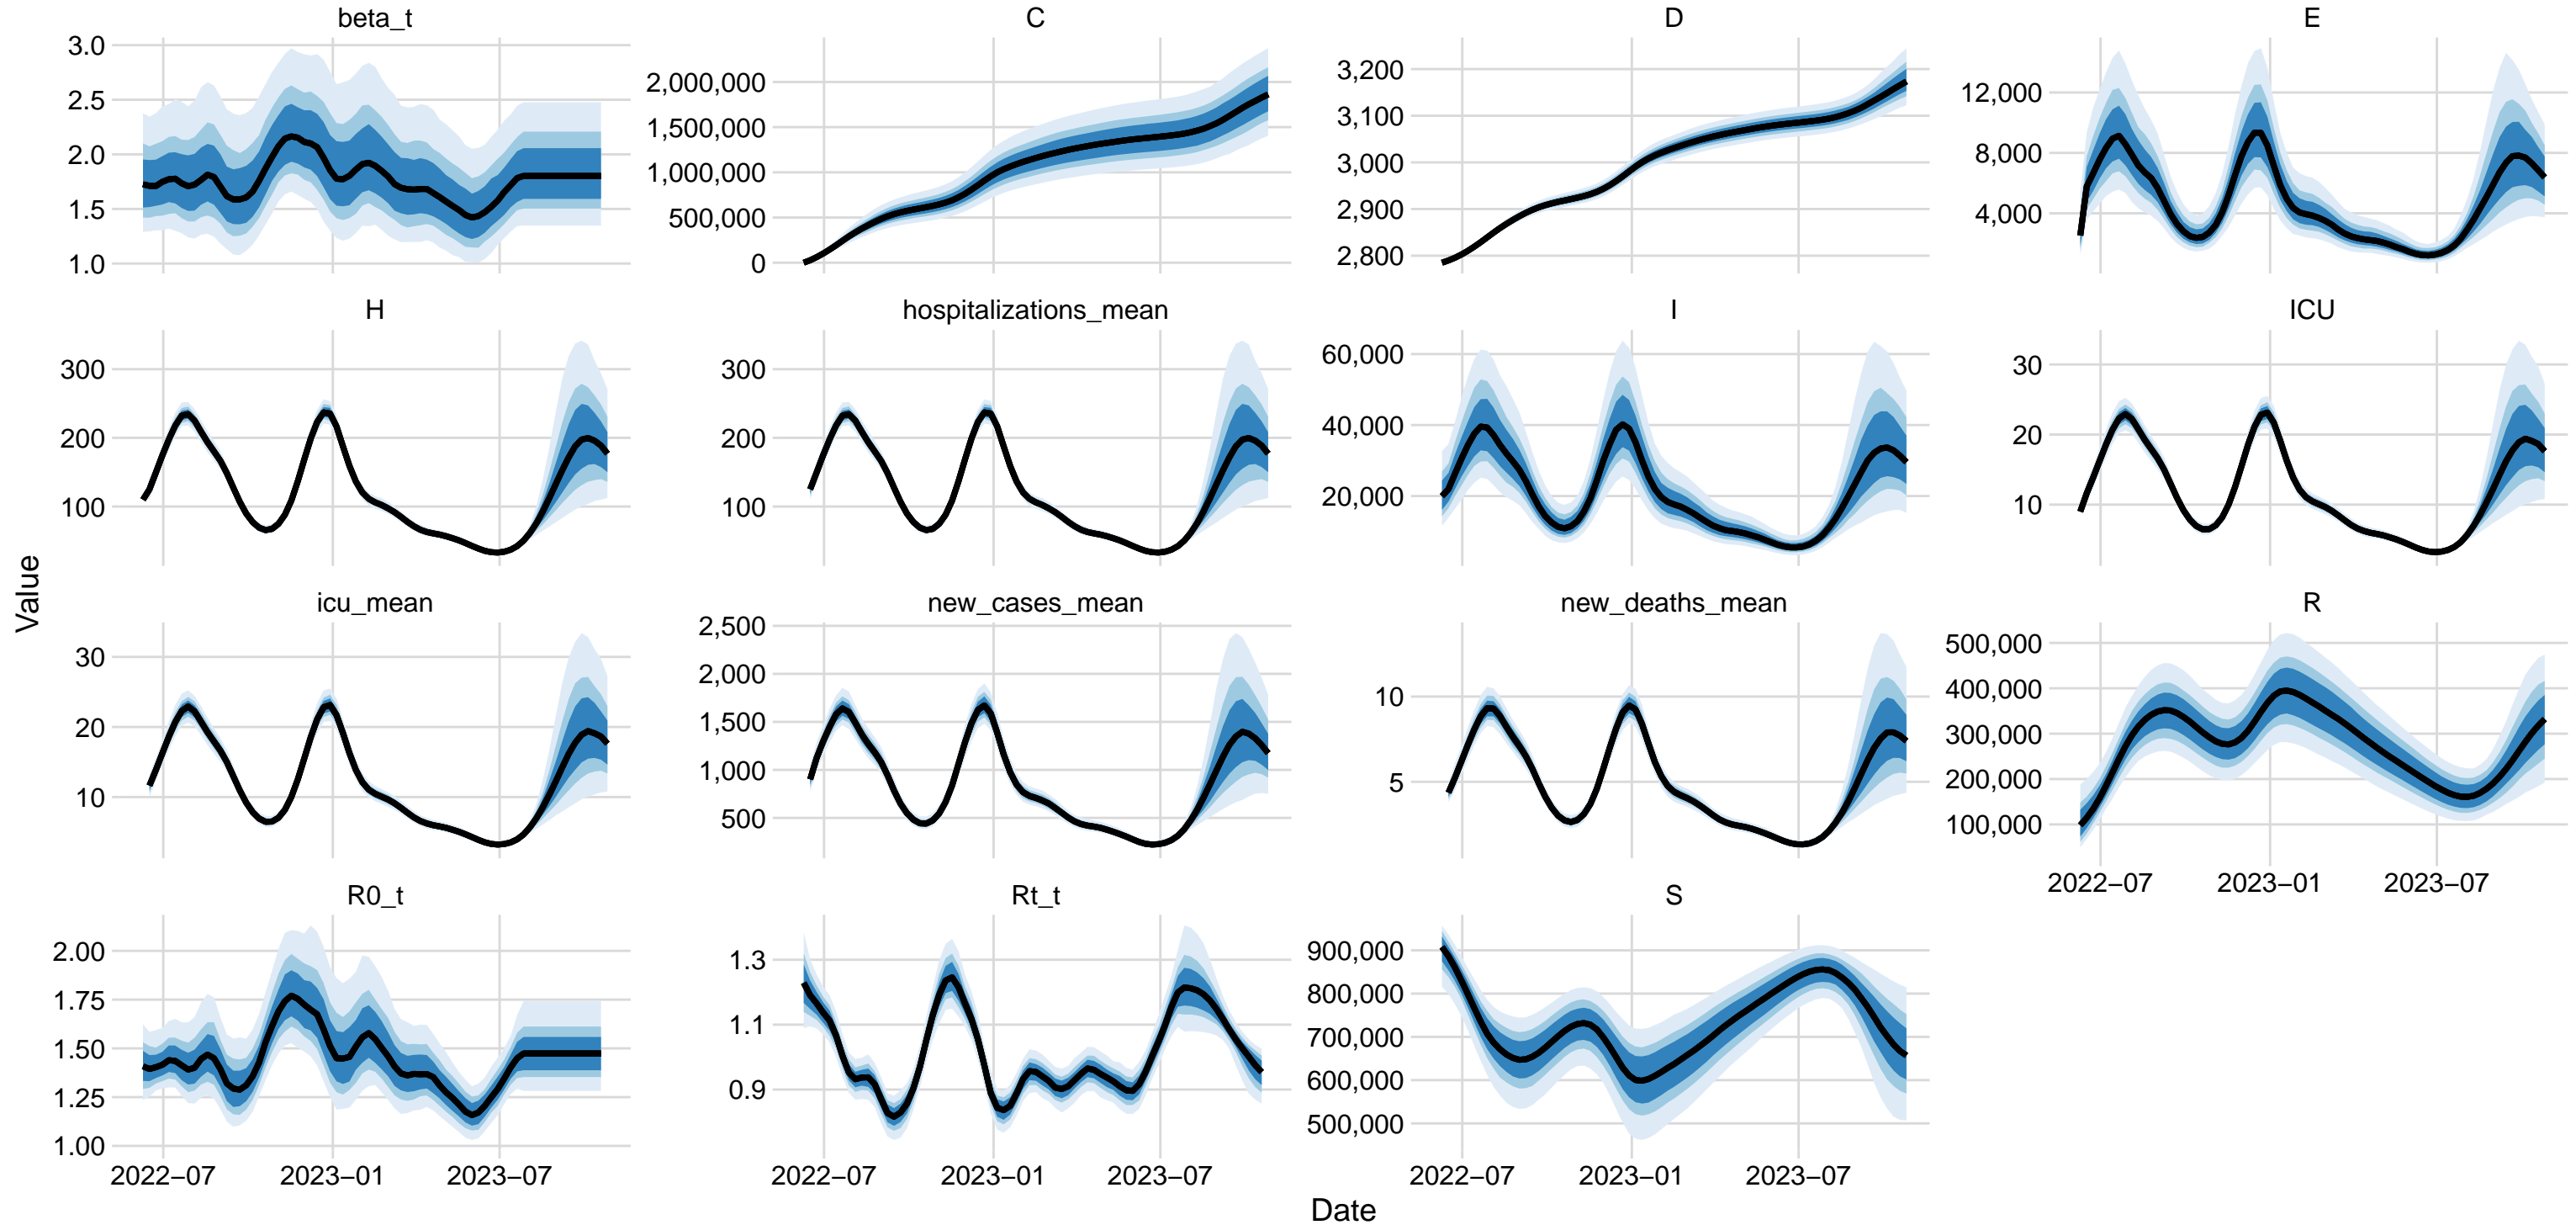 beta_t
C
D
E
3.0
2.5
2.0
1.5
1.0
2,000,000
1,500,000
1,000,000
500,000
0
3,200
3,100
3,000
2,900
2,800
12,000
8,000
4,000
H
hospitalizations_mean
I
ICU
300
200
100
300
200
100
60,000
40,000
20,000
30
20
10
Value
icu_mean
new_cases_mean
new_deaths_mean
R
30
20
10
2,500
2,000
1,500
1,000
500
10
5
500,000
400,000
300,000
200,000
100,000
2022−07 2023−01 2023−07
R0_t
Rt_t
S
2.00
1.75
1.50
1.25
1.00
1.3
1.1
0.9
900,000
800,000
700,000
600,000
500,000
2022−07 2023−01 2023−07
2022−07 2023−01 2023−07
2022−07 2023−01 2023−07
Date